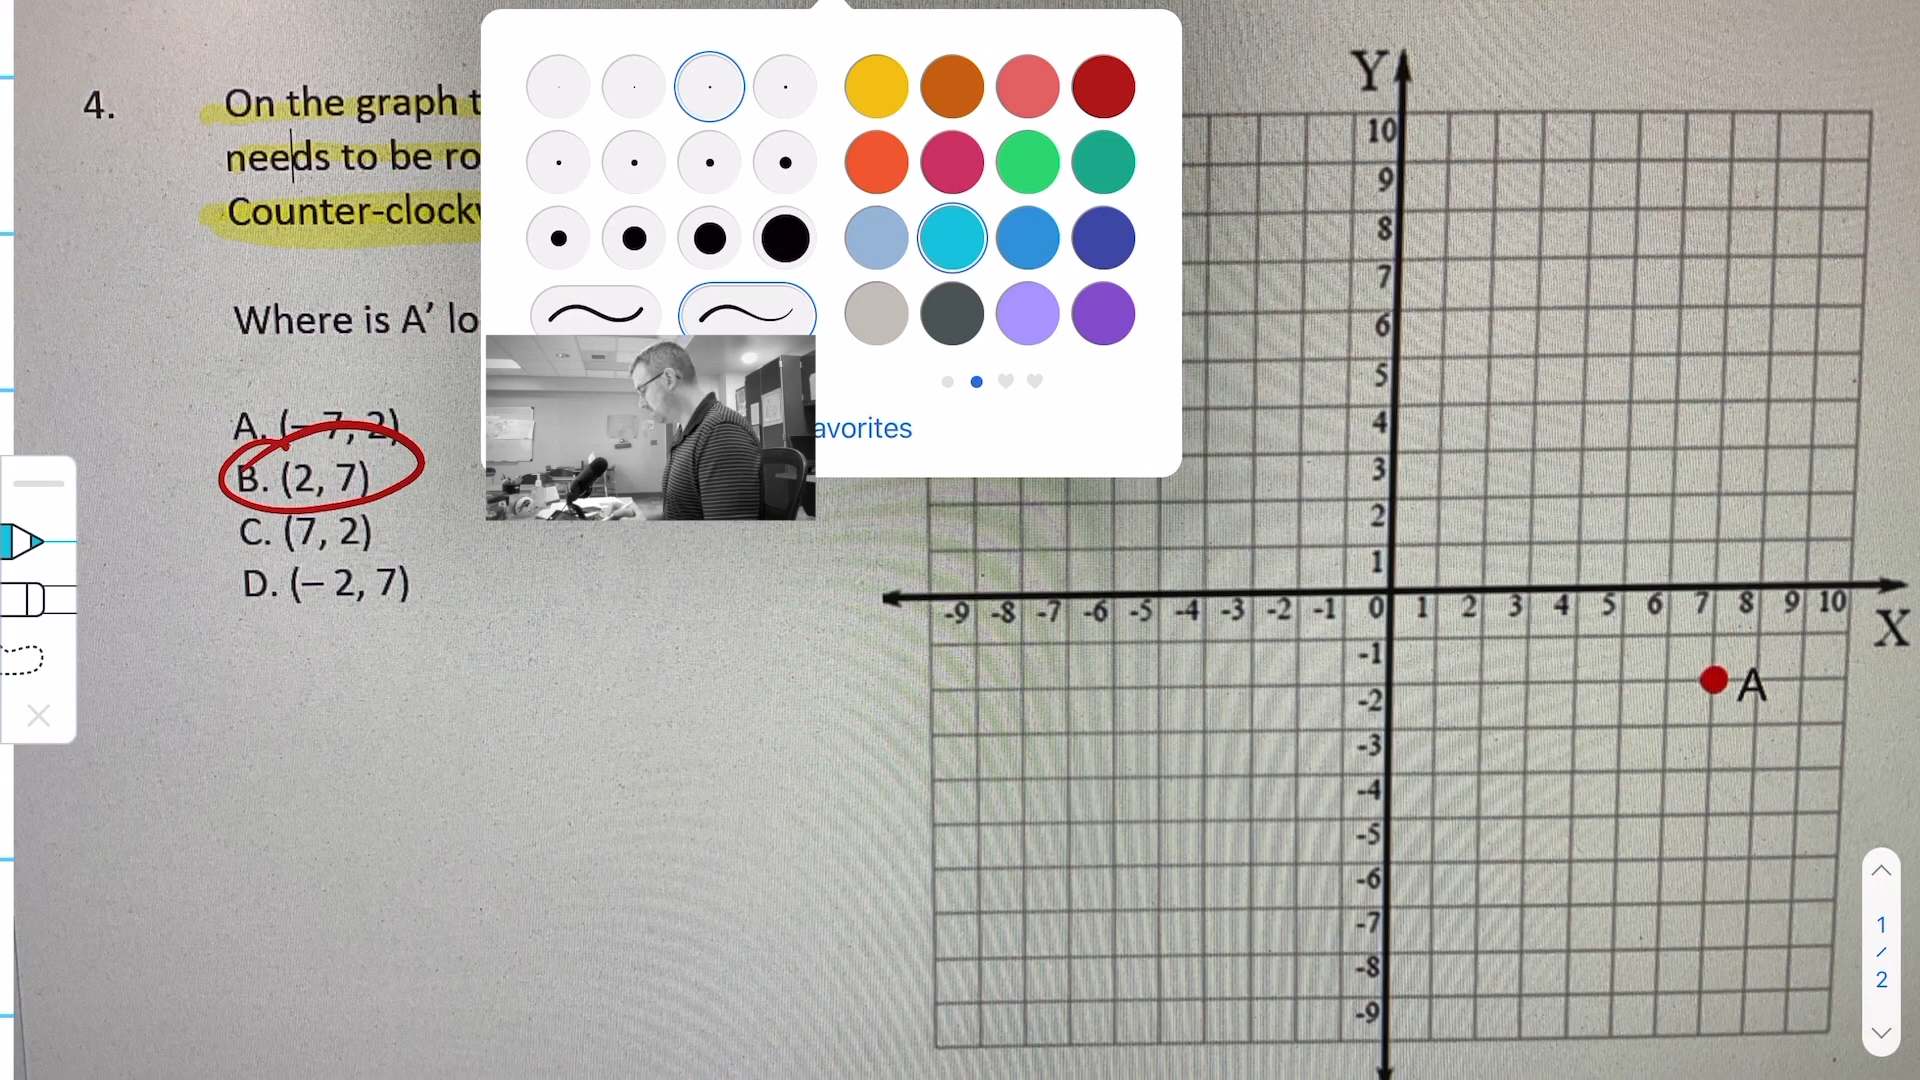 4. On the graph t
needs to be ro
Counter-clock
Where is A′ lo
A. (– 7, 2)
B. (2, 7)
C. (7, 2)
D. (– 2, 7)
avorites
Y
10
9
8
7
6
5
4
3
2
1
-9 -8 -7 -6 -5 -4 -3 -2 -1 0 1 2 3 4 5 6 7 8 9 10
X
-1
A
-2
-3
-4
-5
-6
-7
-8
-9
1
/
2